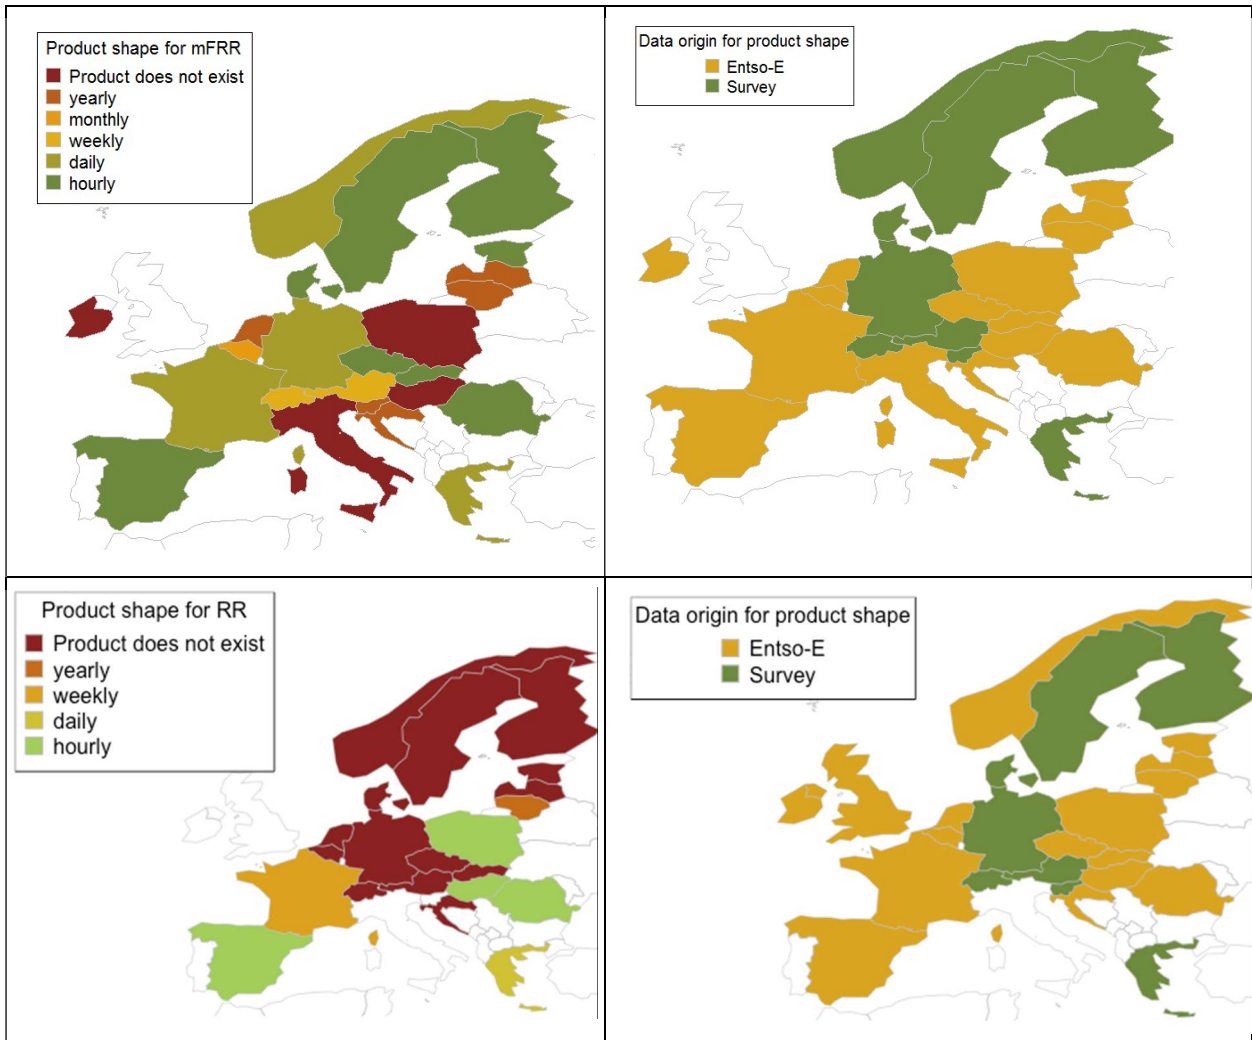 Product shape for mFRR
Product does not exist
yearly
monthly
weekly
daily
hourly
Data origin for product shape
Entso-E
Survey
Product shape for RR
Product does not exist
yearly
weekly
daily
hourly
Data origin for product shape
Entso-E
Survey